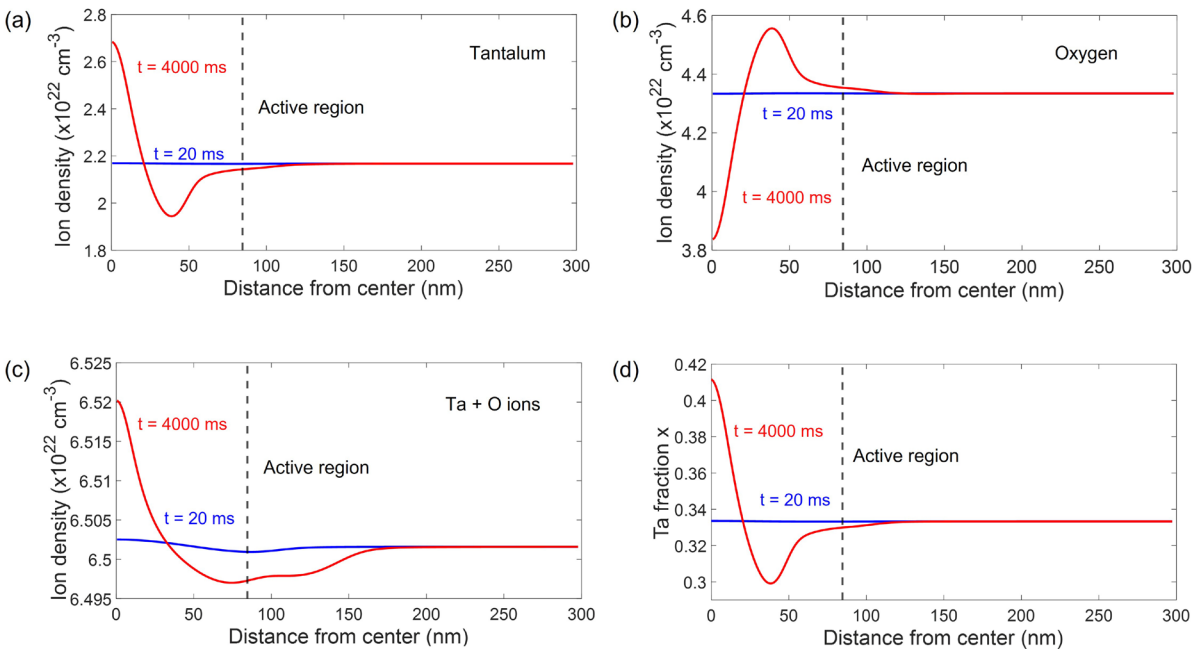 (a)
2.8
2.6
2.4
2.2
2
1.8
Ion density (x10²² cm⁻³)
t = 4000 ms
Tantalum
Active region
t = 20 ms
0 50 100 150 200 250 300
Distance from center (nm)
(b)
4.6
4.4
4.2
4
3.8
Ion density (x10²² cm⁻³)
Oxygen
t = 20 ms
Active region
t = 4000 ms
0 50 100 150 200 250 300
Distance from center (nm)
(c)
6.525
6.52
6.515
6.51
6.505
6.5
6.495
Ion density (x10²² cm⁻³)
t = 4000 ms
Ta + O ions
Active region
t = 20 ms
0 50 100 150 200 250 300
Distance from center (nm)
(d)
0.42
0.4
0.38
0.36
0.34
0.32
0.3
Ta fraction x
t = 4000 ms
Active region
t = 20 ms
0 50 100 150 200 250 300
Distance from center (nm)